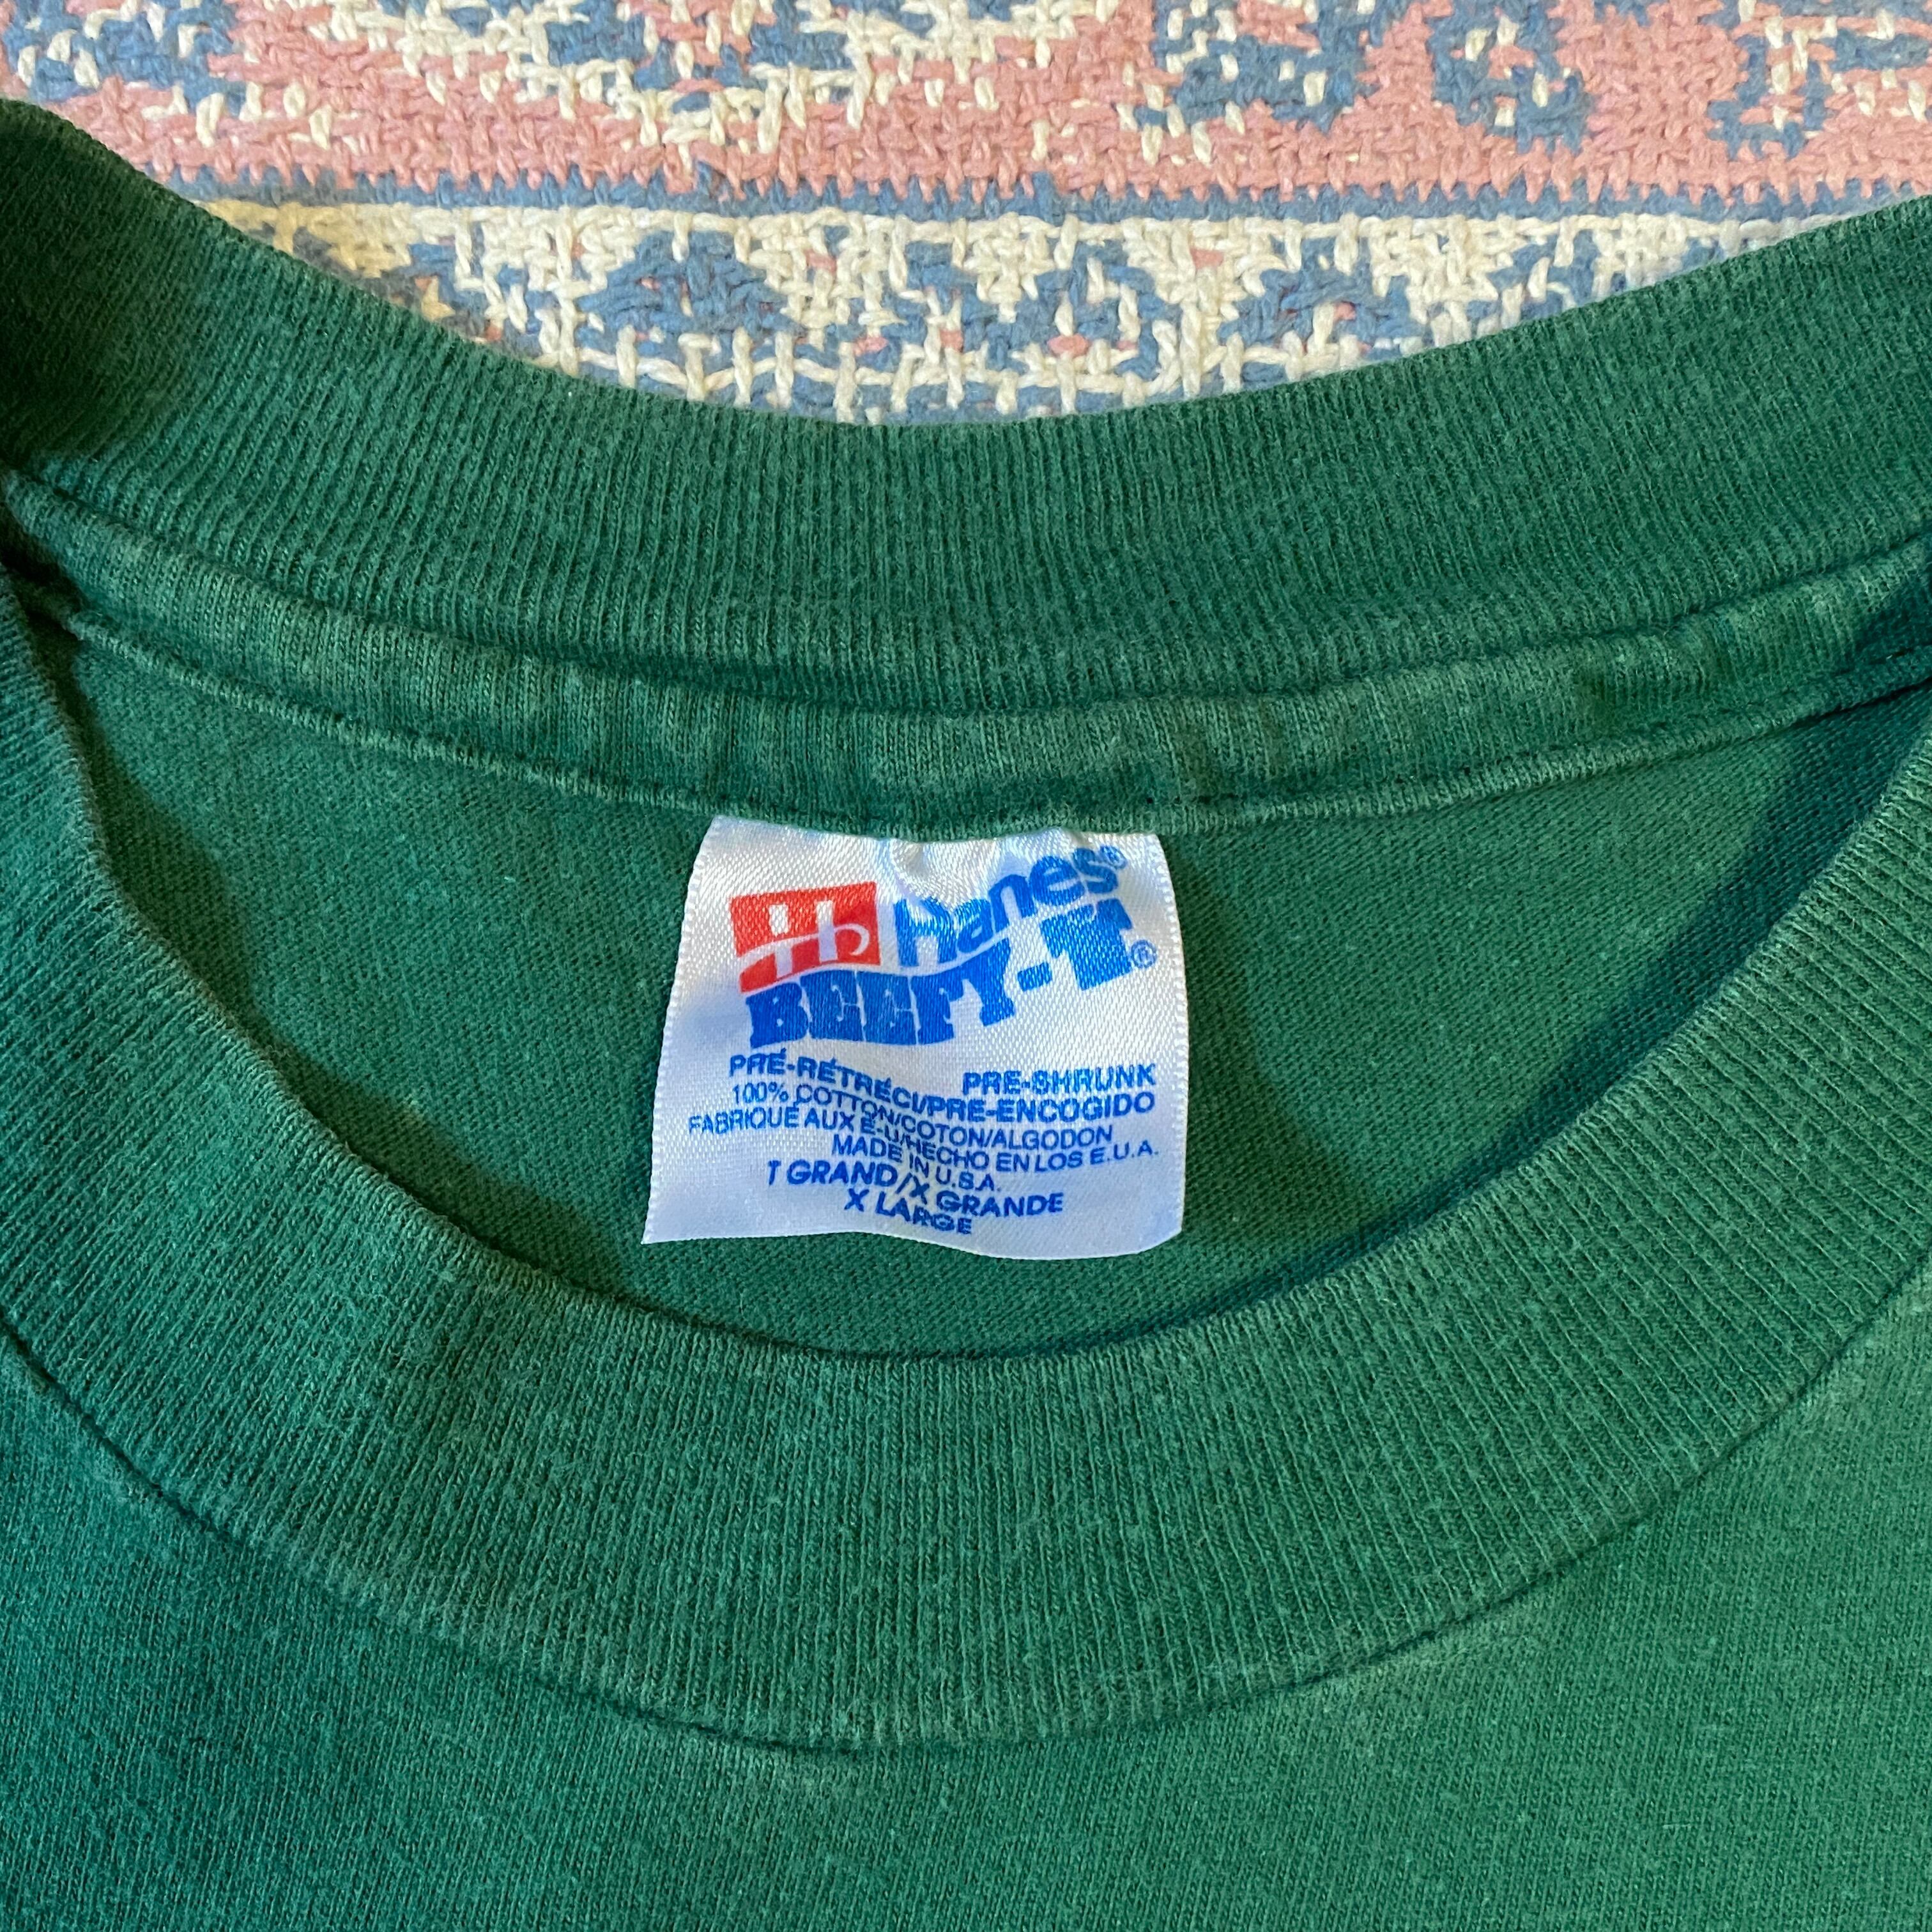 Hh Hanes®
BEEFY-T®
PRE-SHRUNK
PRÉ-RÉTRÉCI/PRE-ENCOGIDO
100% COTTON/COTON/ALGODON
FABRIQUÉ AUX É-U/HECHO EN LOS E.U.A.
MADE IN U.S.A.
T GRAND/X GRANDE
X LARGE